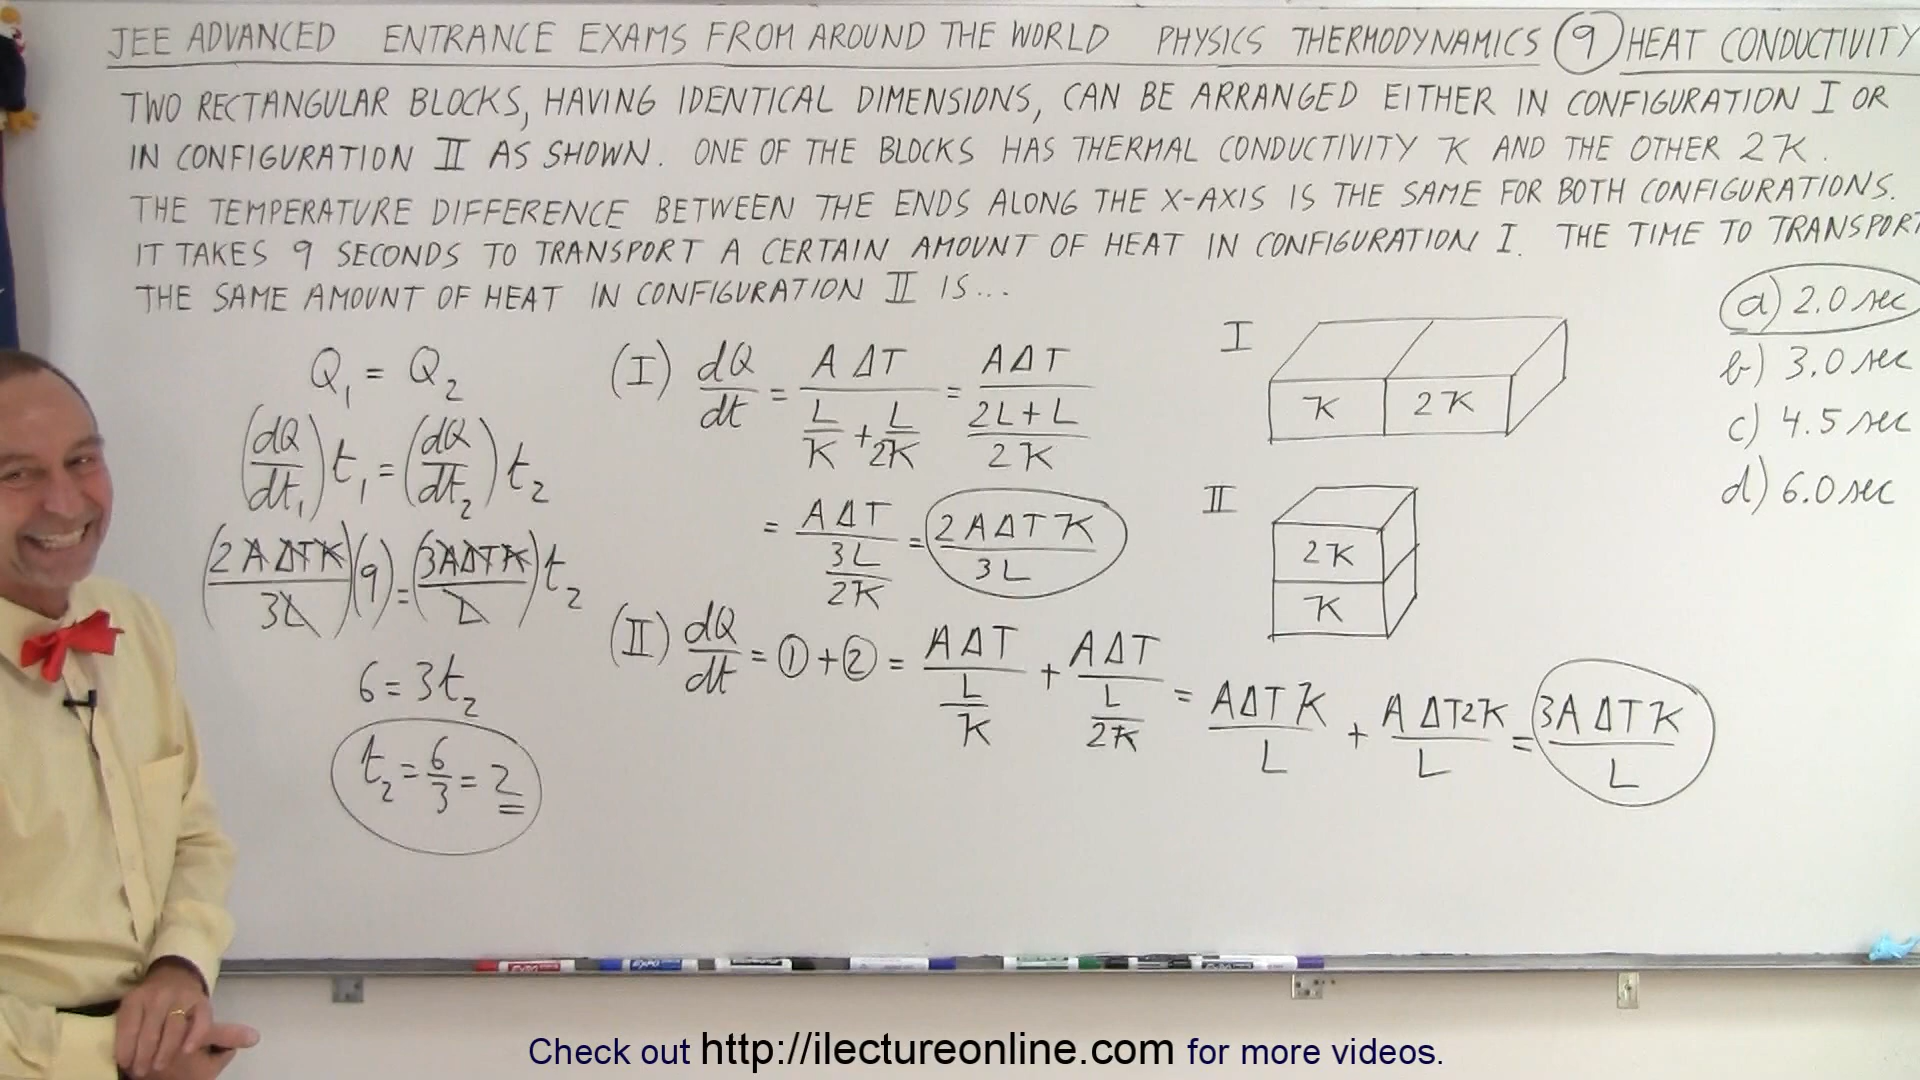 JEE ADVANCED ENTRANCE EXAMS FROM AROUND THE WORLD PHYSICS THERMODYNAMICS 9 HEAT CONDUCTIVITY
TWO RECTANGULAR BLOCKS, HAVING IDENTICAL DIMENSIONS, CAN BE ARRANGED EITHER IN CONFIGURATION I OR
IN CONFIGURATION II AS SHOWN. ONE OF THE BLOCKS HAS THERMAL CONDUCTIVITY K AND THE OTHER 2K.
THE TEMPERATURE DIFFERENCE BETWEEN THE ENDS ALONG THE X-AXIS IS THE SAME FOR BOTH CONFIGURATIONS.
IT TAKES 9 SECONDS TO TRANSPORT A CERTAIN AMOUNT OF HEAT IN CONFIGURATION I. THE TIME TO TRANSPORT
THE SAME AMOUNT OF HEAT IN CONFIGURATION II IS...
Q1 = Q2
(dQ/dt1) t1 = (dQ/dt2) t2
(2AΔTK/3L)(9) = (3AΔTK/L) t2
6 = 3t2
t2 = 6/3 = 2
(I) dQ/dt = AΔT/(L/K + L/2K) = AΔT/((2L+L)/2K)
= AΔT/(3L/2K) = 2AΔTK/3L
(II) dQ/dt = ① + ② = AΔT/(L/K) + AΔT/(L/2K) = AΔTK/L + AΔT2K/L = 3AΔTK/L
I
K 2K
II
2K
K
a) 2.0 sec
b) 3.0 sec
c) 4.5 sec
d) 6.0 sec
EXPO
EXPO
EXPO
Check out http://ilectureonline.com for more videos.